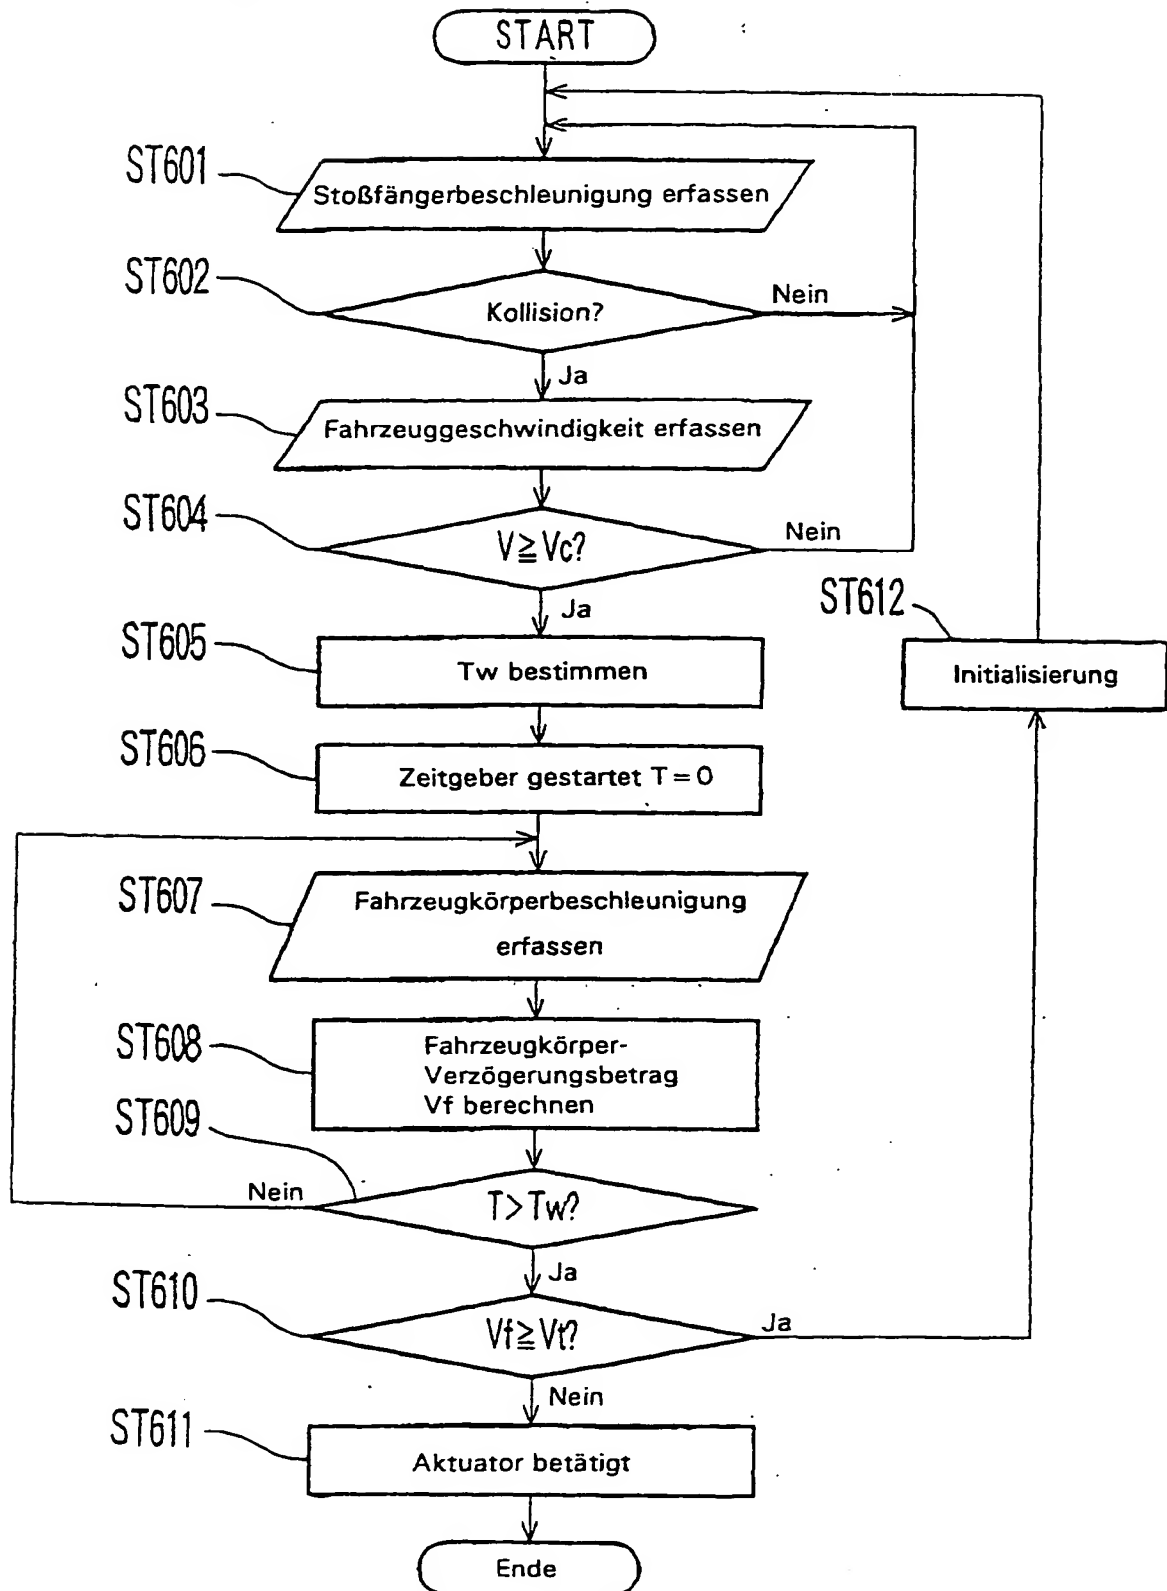 START
ST601
Stoßfängerbeschleunigung erfassen
ST602
Kollision?
Nein
Ja
ST603
Fahrzeuggeschwindigkeit erfassen
ST604
V≧Vc?
Nein
Ja
ST605
Tw bestimmen
ST612
Initialisierung
ST606
Zeitgeber gestartet T=0
ST607
Fahrzeugkörperbeschleunigung
erfassen
ST608
Fahrzeugkörper-
Verzögerungsbetrag
Vf berechnen
ST609
Nein
T>Tw?
Ja
ST610
Vf≧Vt?
Ja
Nein
ST611
Aktuator betätigt
Ende